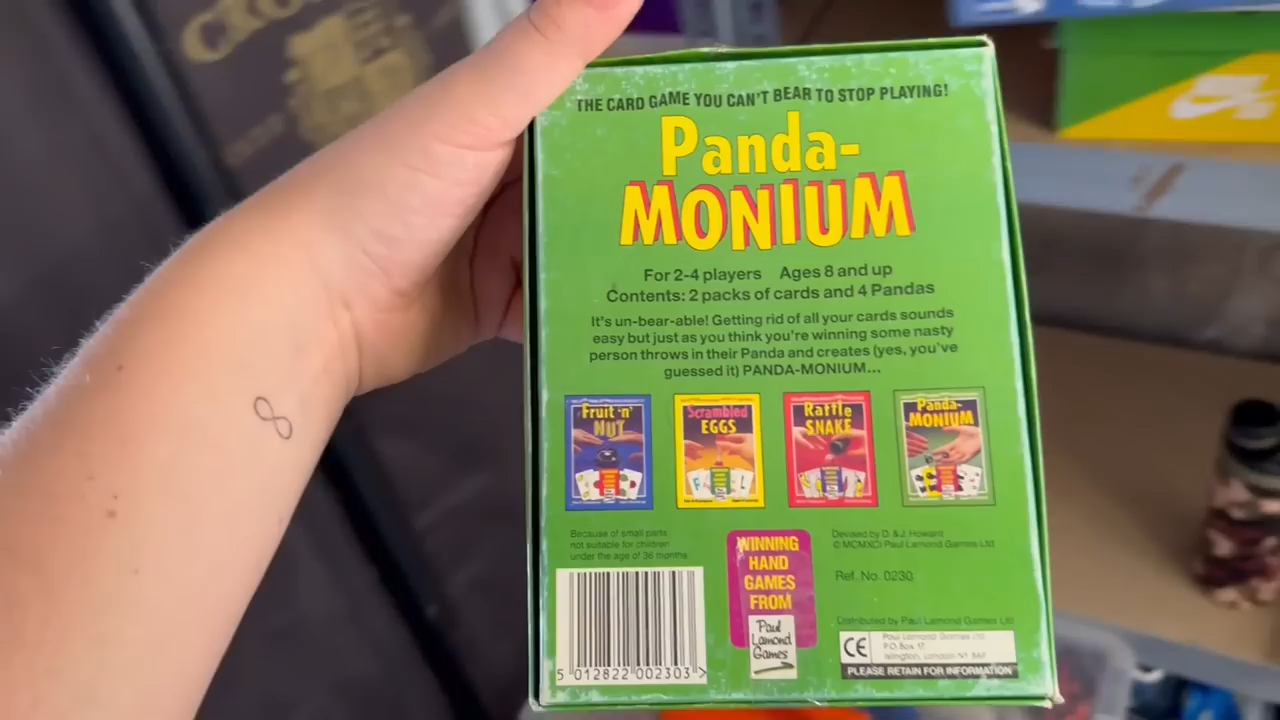 THE CARD GAME YOU CAN'T BEAR TO STOP PLAYING!
Panda-
MONIUM
For 2-4 players Ages 8 and up
Contents: 2 packs of cards and 4 Pandas
It's un-bear-able! Getting rid of all your cards sounds
easy but just as you think you're winning some nasty
person throws in their Panda and creates (yes, you've
guessed it) PANDA-MONIUM...
Fruit 'n'
NUT
Scrambled
EGGS
Rattle
SNAKE
Panda-
MONIUM
Because of small parts
not suitable for children
under the age of 36 months
WINNING
HAND
GAMES
FROM
Paul
Lamond
Games
Devised by D. & J. Howard
© MCMXCI Paul Lamond Games Ltd
Ref. No. 0230
Distributed by Paul Lamond Games Ltd
CE
Paul Lamond Games Ltd
P.O. Box 17,
Islington, London N1
PLEASE RETAIN FOR INFORMATION
5 012822 002303 >